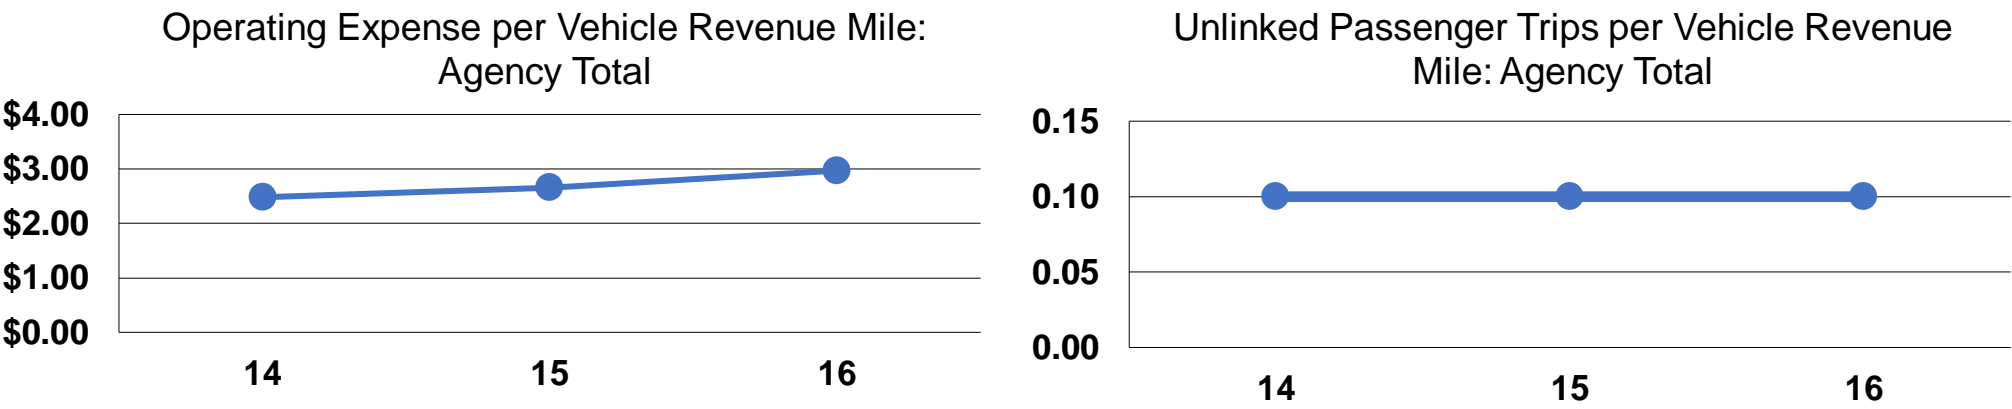 Operating Expense per Vehicle Revenue Mile:
Agency Total
$4.00
$3.00
$2.00
$1.00
$0.00
14 15 16
Unlinked Passenger Trips per Vehicle Revenue
Mile: Agency Total
0.15
0.10
0.05
0.00
14 15 16